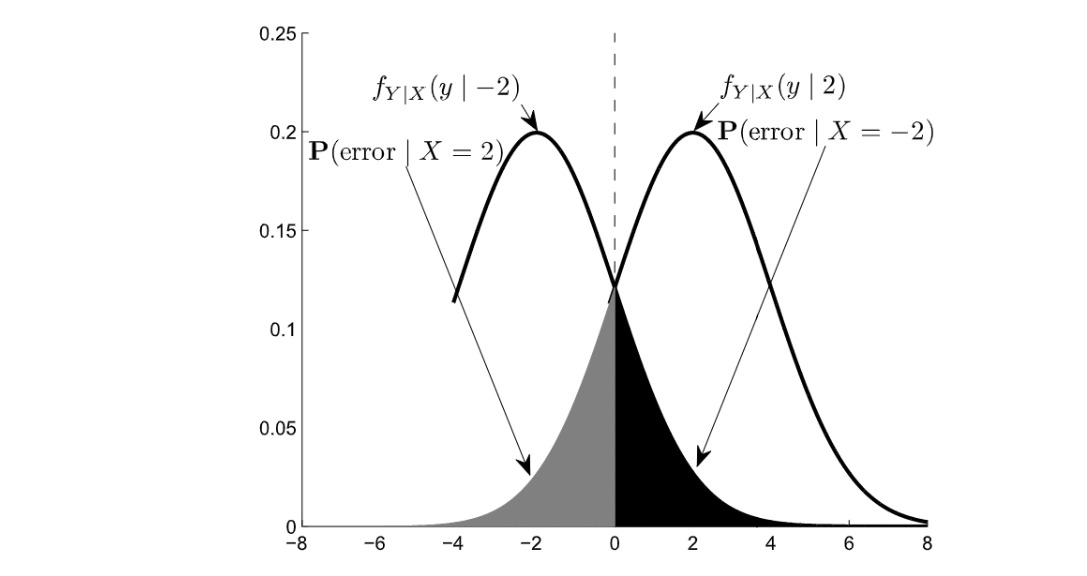 0.25
f_{Y|X}(y | −2)
f_{Y|X}(y | 2)
0.2
P(error | X = −2)
P(error | X = 2)
0.15
0.1
0.05
0
−8 −6 −4 −2 0 2 4 6 8